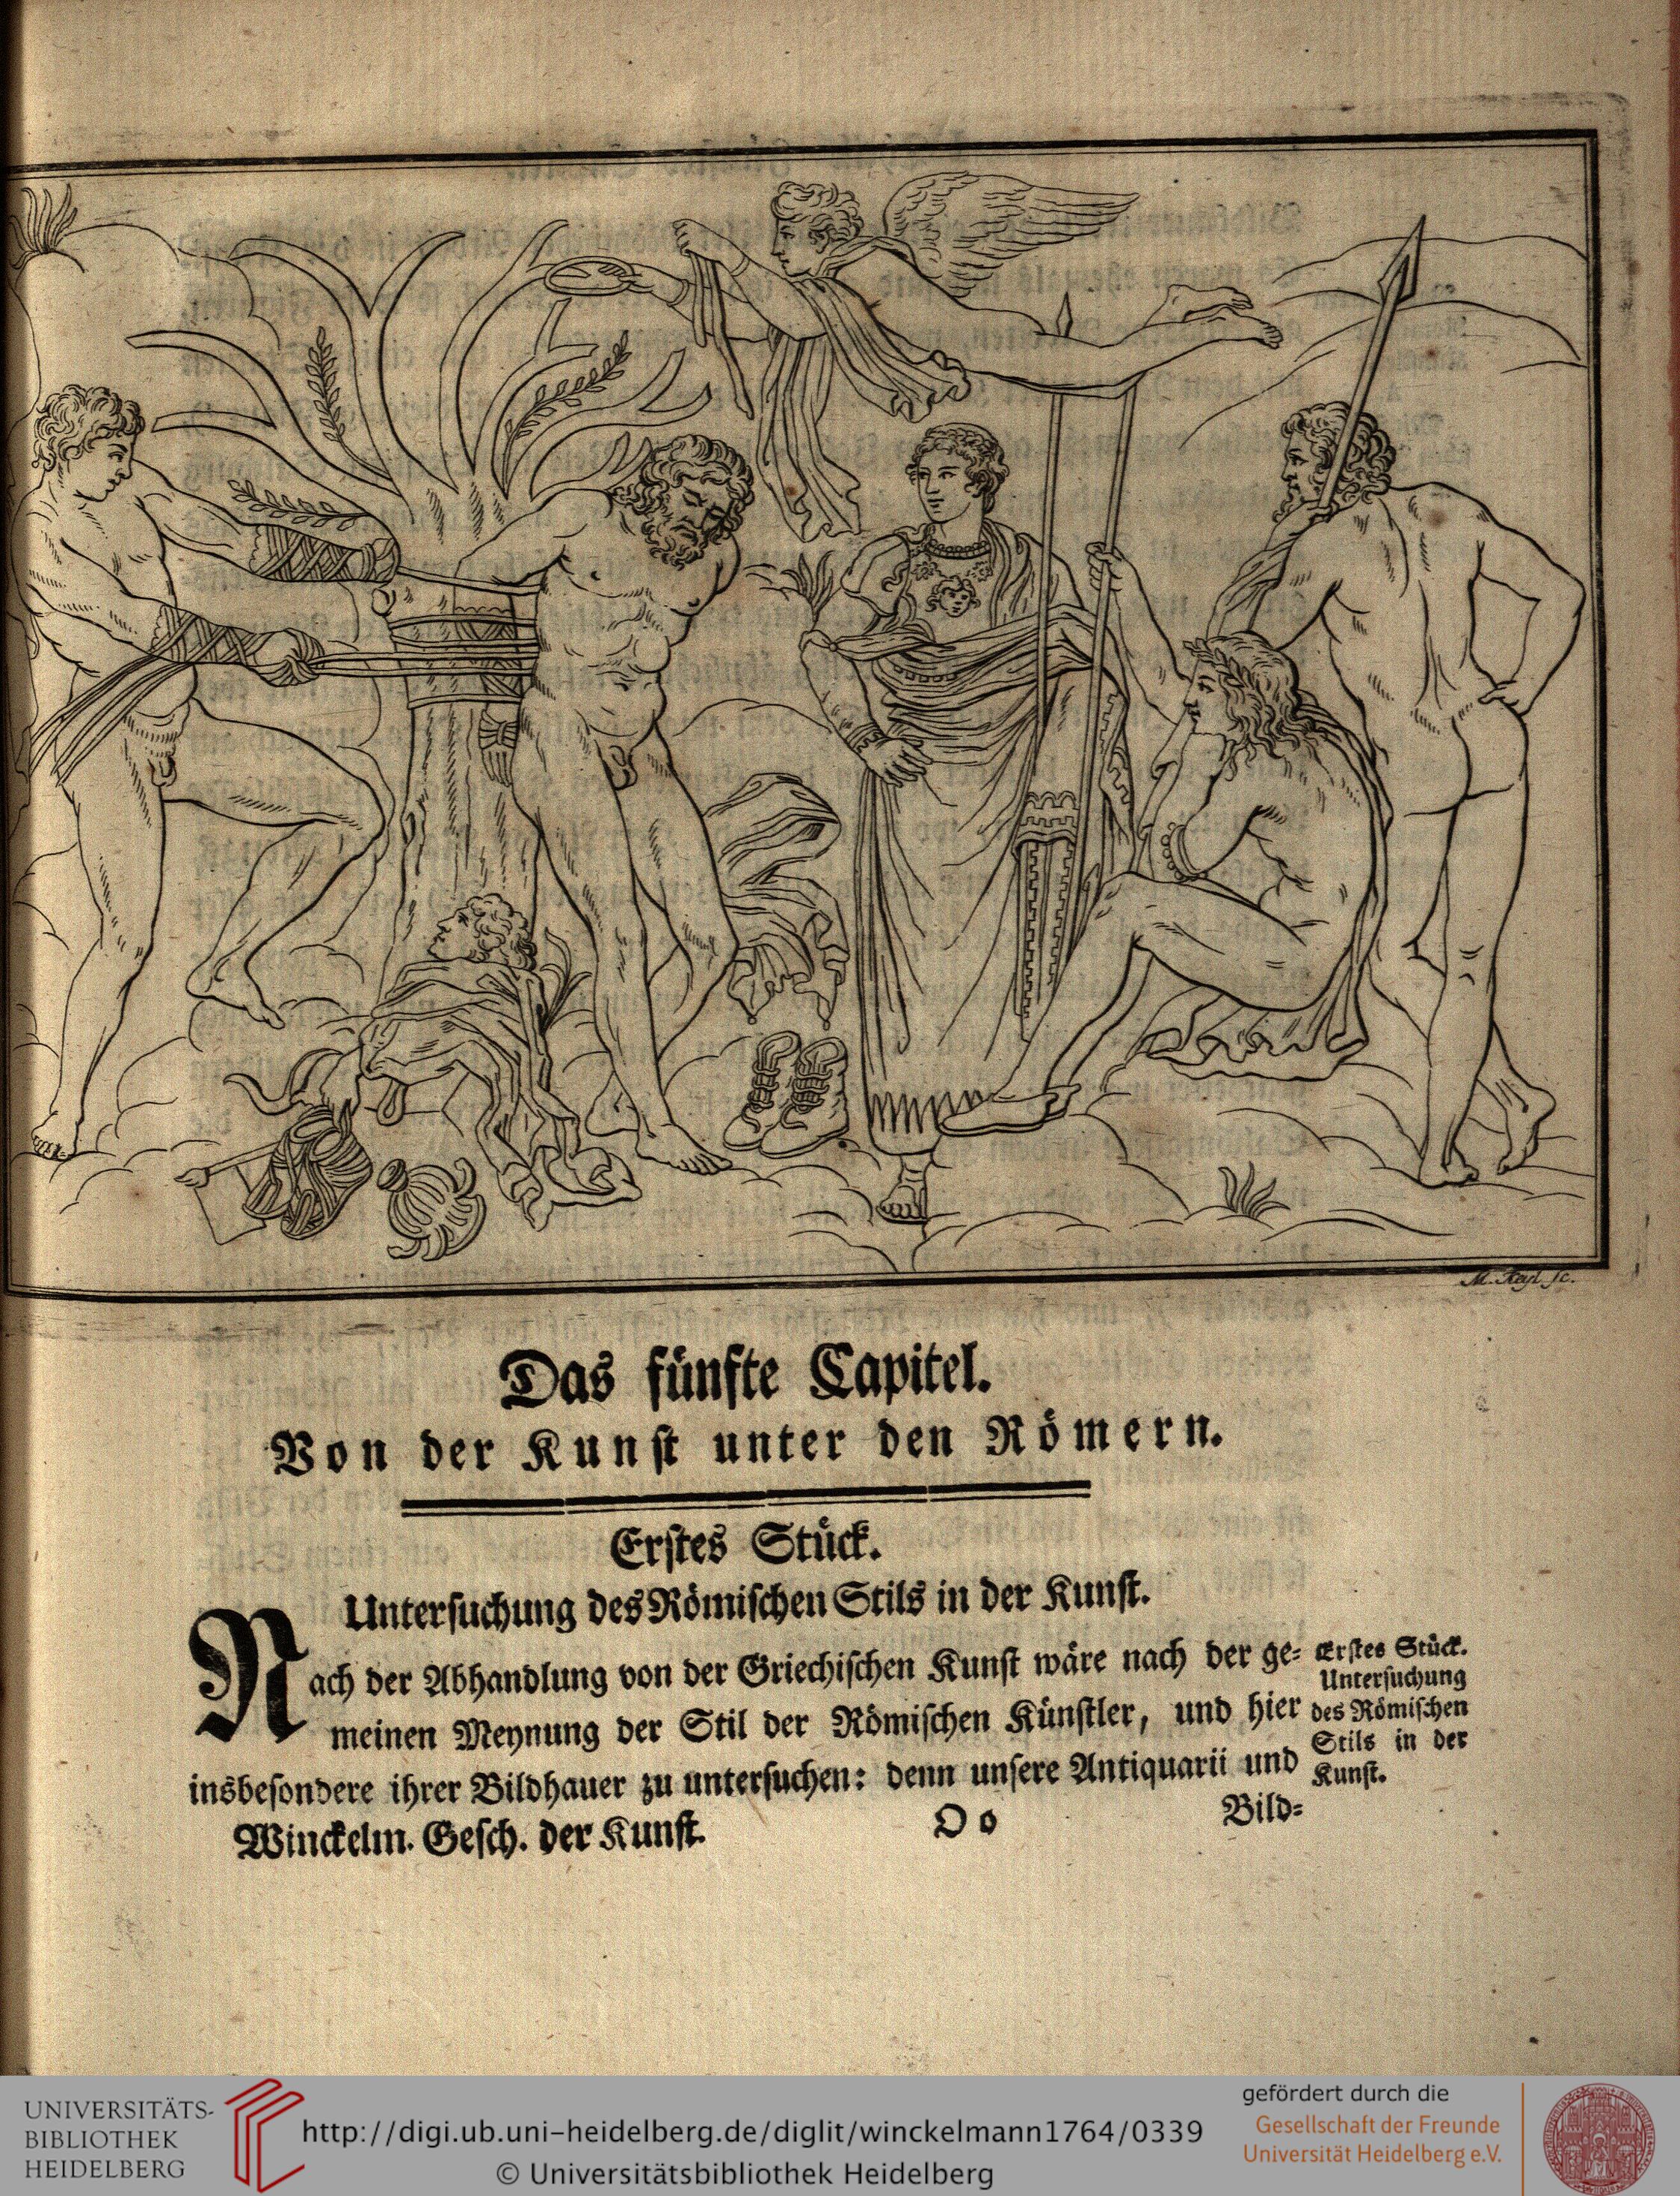 M. Keyl. sc.
Das fünfte Capitel.
Von der Kunst unter den Römern.
Erstes Stück.
Untersuchung des Römischen Stils in der Kunst.
Nach der Abhandlung von der Griechischen Kunst wäre nach der ge-
meinen Meynung der Stil der Römischen Künstler, und hier
insbesondere ihrer Bildhauer zu untersuchen: denn unsere Antiquarii und
Erstes Stück.
Untersuchung
des Römischen
Stils in der
Kunst.
Winckelm. Gesch. der Kunst.
O o
Bild-
UNIVERSITÄTS-
BIBLIOTHEK
HEIDELBERG
http://digi.ub.uni-heidelberg.de/diglit/winckelmann1764/0339
© Universitätsbibliothek Heidelberg
gefördert durch die
Gesellschaft der Freunde
Universität Heidelberg e.V.